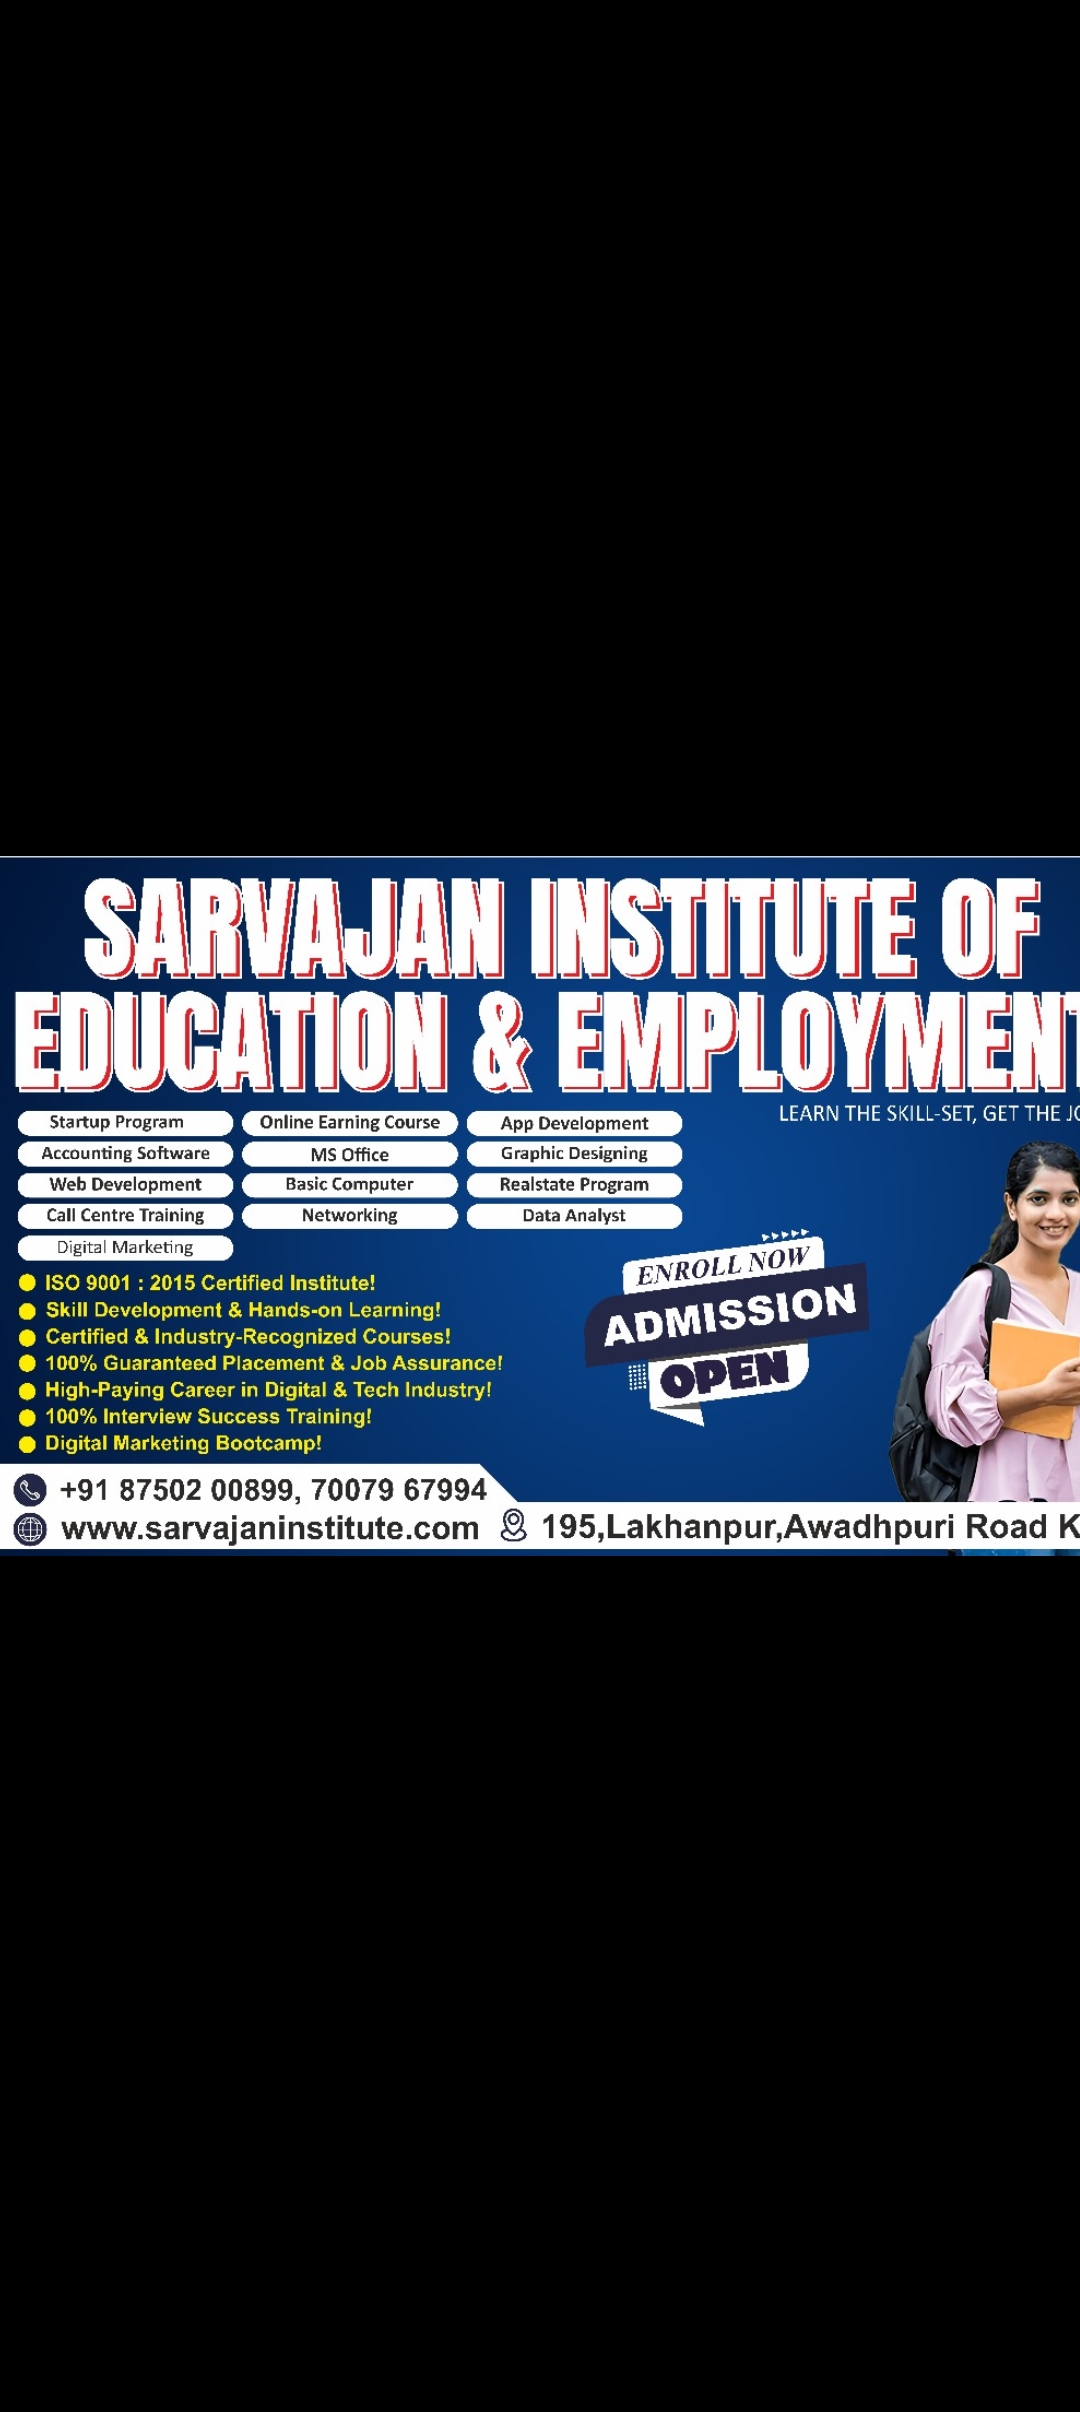 SARVAJAN INSTITUTE OF
EDUCATION & EMPLOYMENT
LEARN THE SKILL-SET, GET THE
Startup Program
Online Earning Course
App Development
Accounting Software
MS Office
Graphic Designing
Web Development
Basic Computer
Realstate Program
Call Centre Training
Networking
Data Analyst
Digital Marketing
ISO 9001 : 2015 Certified Institute!
Skill Development & Hands-on Learning!
Certified & Industry-Recognized Courses!
100% Guaranteed Placement & Job Assurance!
High-Paying Career in Digital & Tech Industry!
100% Interview Success Training!
Digital Marketing Bootcamp!
ENROLL NOW
ADMISSION
OPEN
+91 87502 00899, 70079 67994
www.sarvajaninstitute.com
195,Lakhanpur,Awadhpuri Road